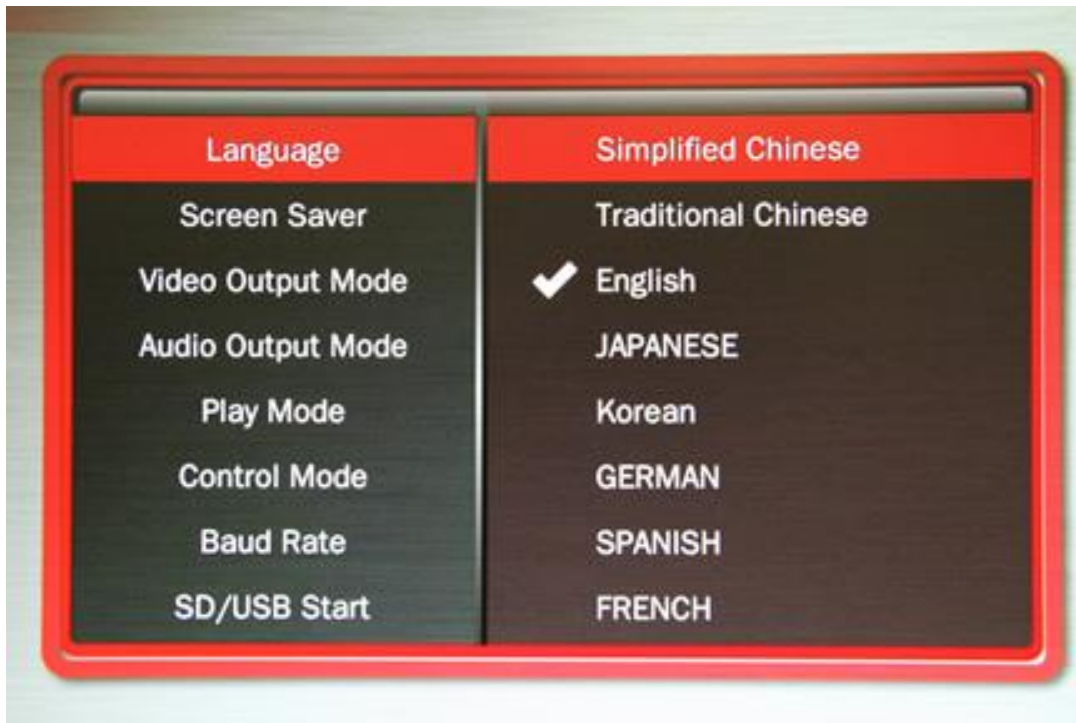 Language
Screen Saver
Video Output Mode
Audio Output Mode
Play Mode
Control Mode
Baud Rate
SD/USB Start
Simplified Chinese
Traditional Chinese
English
JAPANESE
Korean
GERMAN
SPANISH
FRENCH